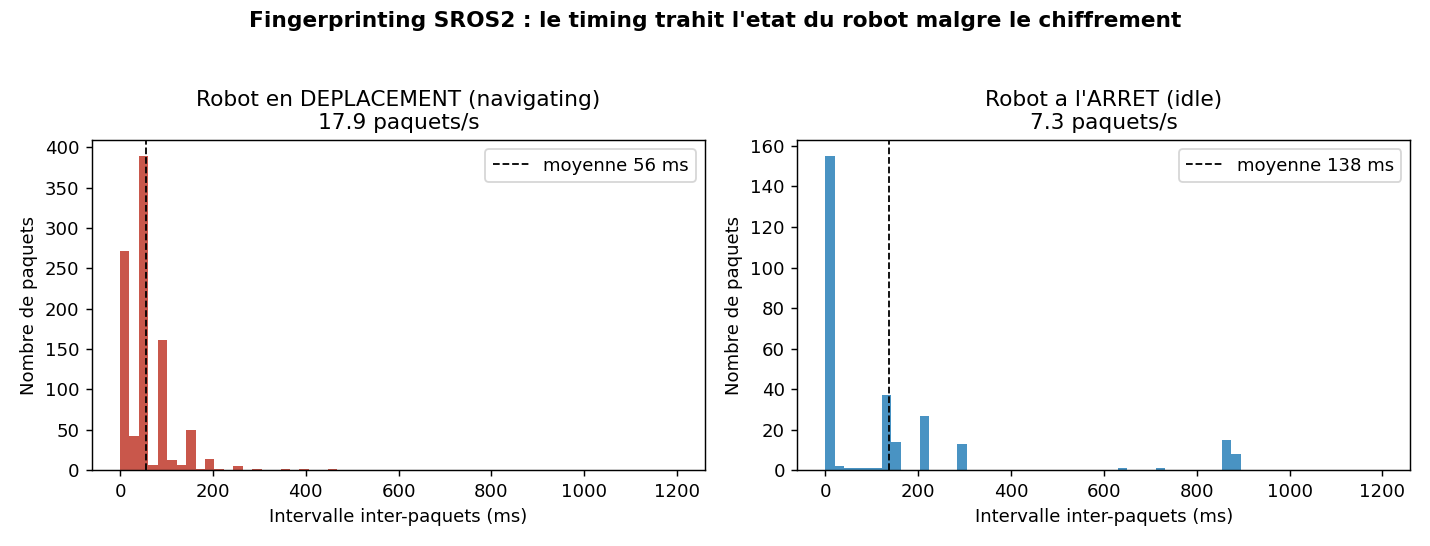 Fingerprinting SROS2 : le timing trahit l'etat du robot malgre le chiffrement
Robot en DEPLACEMENT (navigating)
17.9 paquets/s
moyenne 56 ms
Nombre de paquets
400
350
300
250
200
150
100
50
0
0 200 400 600 800 1000 1200
Intervalle inter-paquets (ms)
Robot a l'ARRET (idle)
7.3 paquets/s
moyenne 138 ms
Nombre de paquets
160
140
120
100
80
60
40
20
0
0 200 400 600 800 1000 1200
Intervalle inter-paquets (ms)